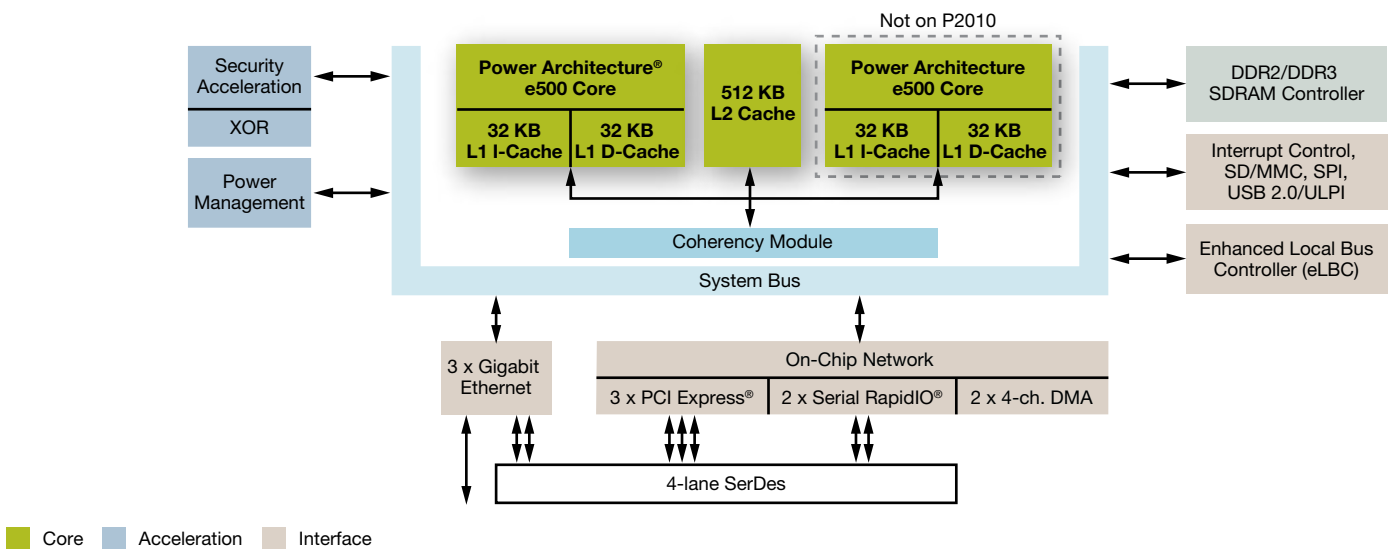 Not on P2010
Security
Acceleration
XOR
Power
Management
Power Architecture®
e500 Core
32 KB
L1 I-Cache
32 KB
L1 D-Cache
512 KB
L2 Cache
Power Architecture
e500 Core
32 KB
L1 I-Cache
32 KB
L1 D-Cache
DDR2/DDR3
SDRAM Controller
Interrupt Control,
SD/MMC, SPI,
USB 2.0/ULPI
Enhanced Local Bus
Controller (eLBC)
Coherency Module
System Bus
3 x Gigabit
Ethernet
On-Chip Network
3 x PCI Express®
2 x Serial RapidIO®
2 x 4-ch. DMA
4-lane SerDes
Core
Acceleration
Interface